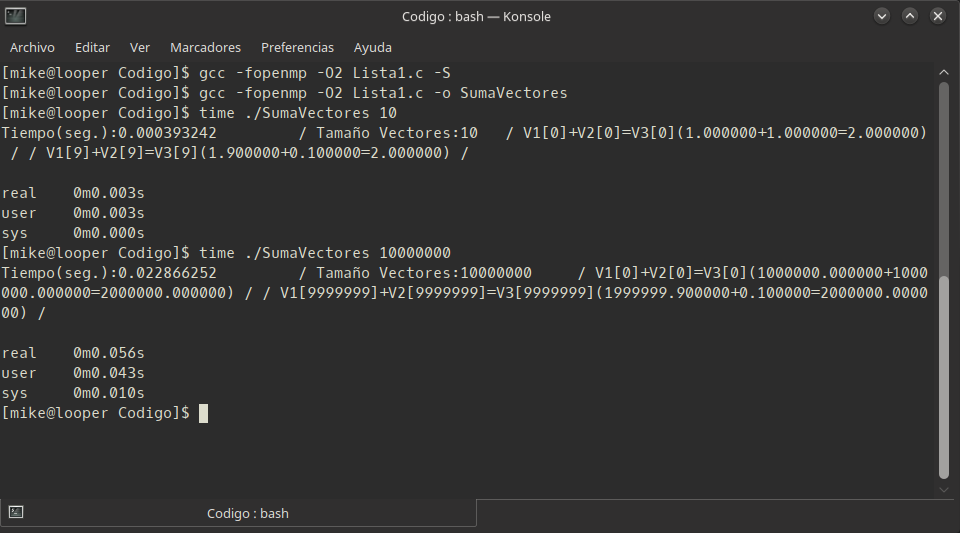 Codigo : bash — Konsole
Archivo Editar Ver Marcadores Preferencias Ayuda
[mike@looper Codigo]$ gcc -fopenmp -O2 Lista1.c -S
[mike@looper Codigo]$ gcc -fopenmp -O2 Lista1.c -o SumaVectores
[mike@looper Codigo]$ time ./SumaVectores 10
Tiempo(seg.):0.000393242         / Tamaño Vectores:10   / V1[0]+V2[0]=V3[0](1.000000+1.000000=2.000000)
 / / V1[9]+V2[9]=V3[9](1.900000+0.100000=2.000000) /
real    0m0.003s
user    0m0.003s
sys     0m0.000s
[mike@looper Codigo]$ time ./SumaVectores 10000000
Tiempo(seg.):0.022866252         / Tamaño Vectores:10000000     / V1[0]+V2[0]=V3[0](1000000.000000+1000
000.000000=2000000.000000) / / V1[9999999]+V2[9999999]=V3[9999999](1999999.900000+0.100000=2000000.0000
00) /
real    0m0.056s
user    0m0.043s
sys     0m0.010s
[mike@looper Codigo]$
Codigo : bash